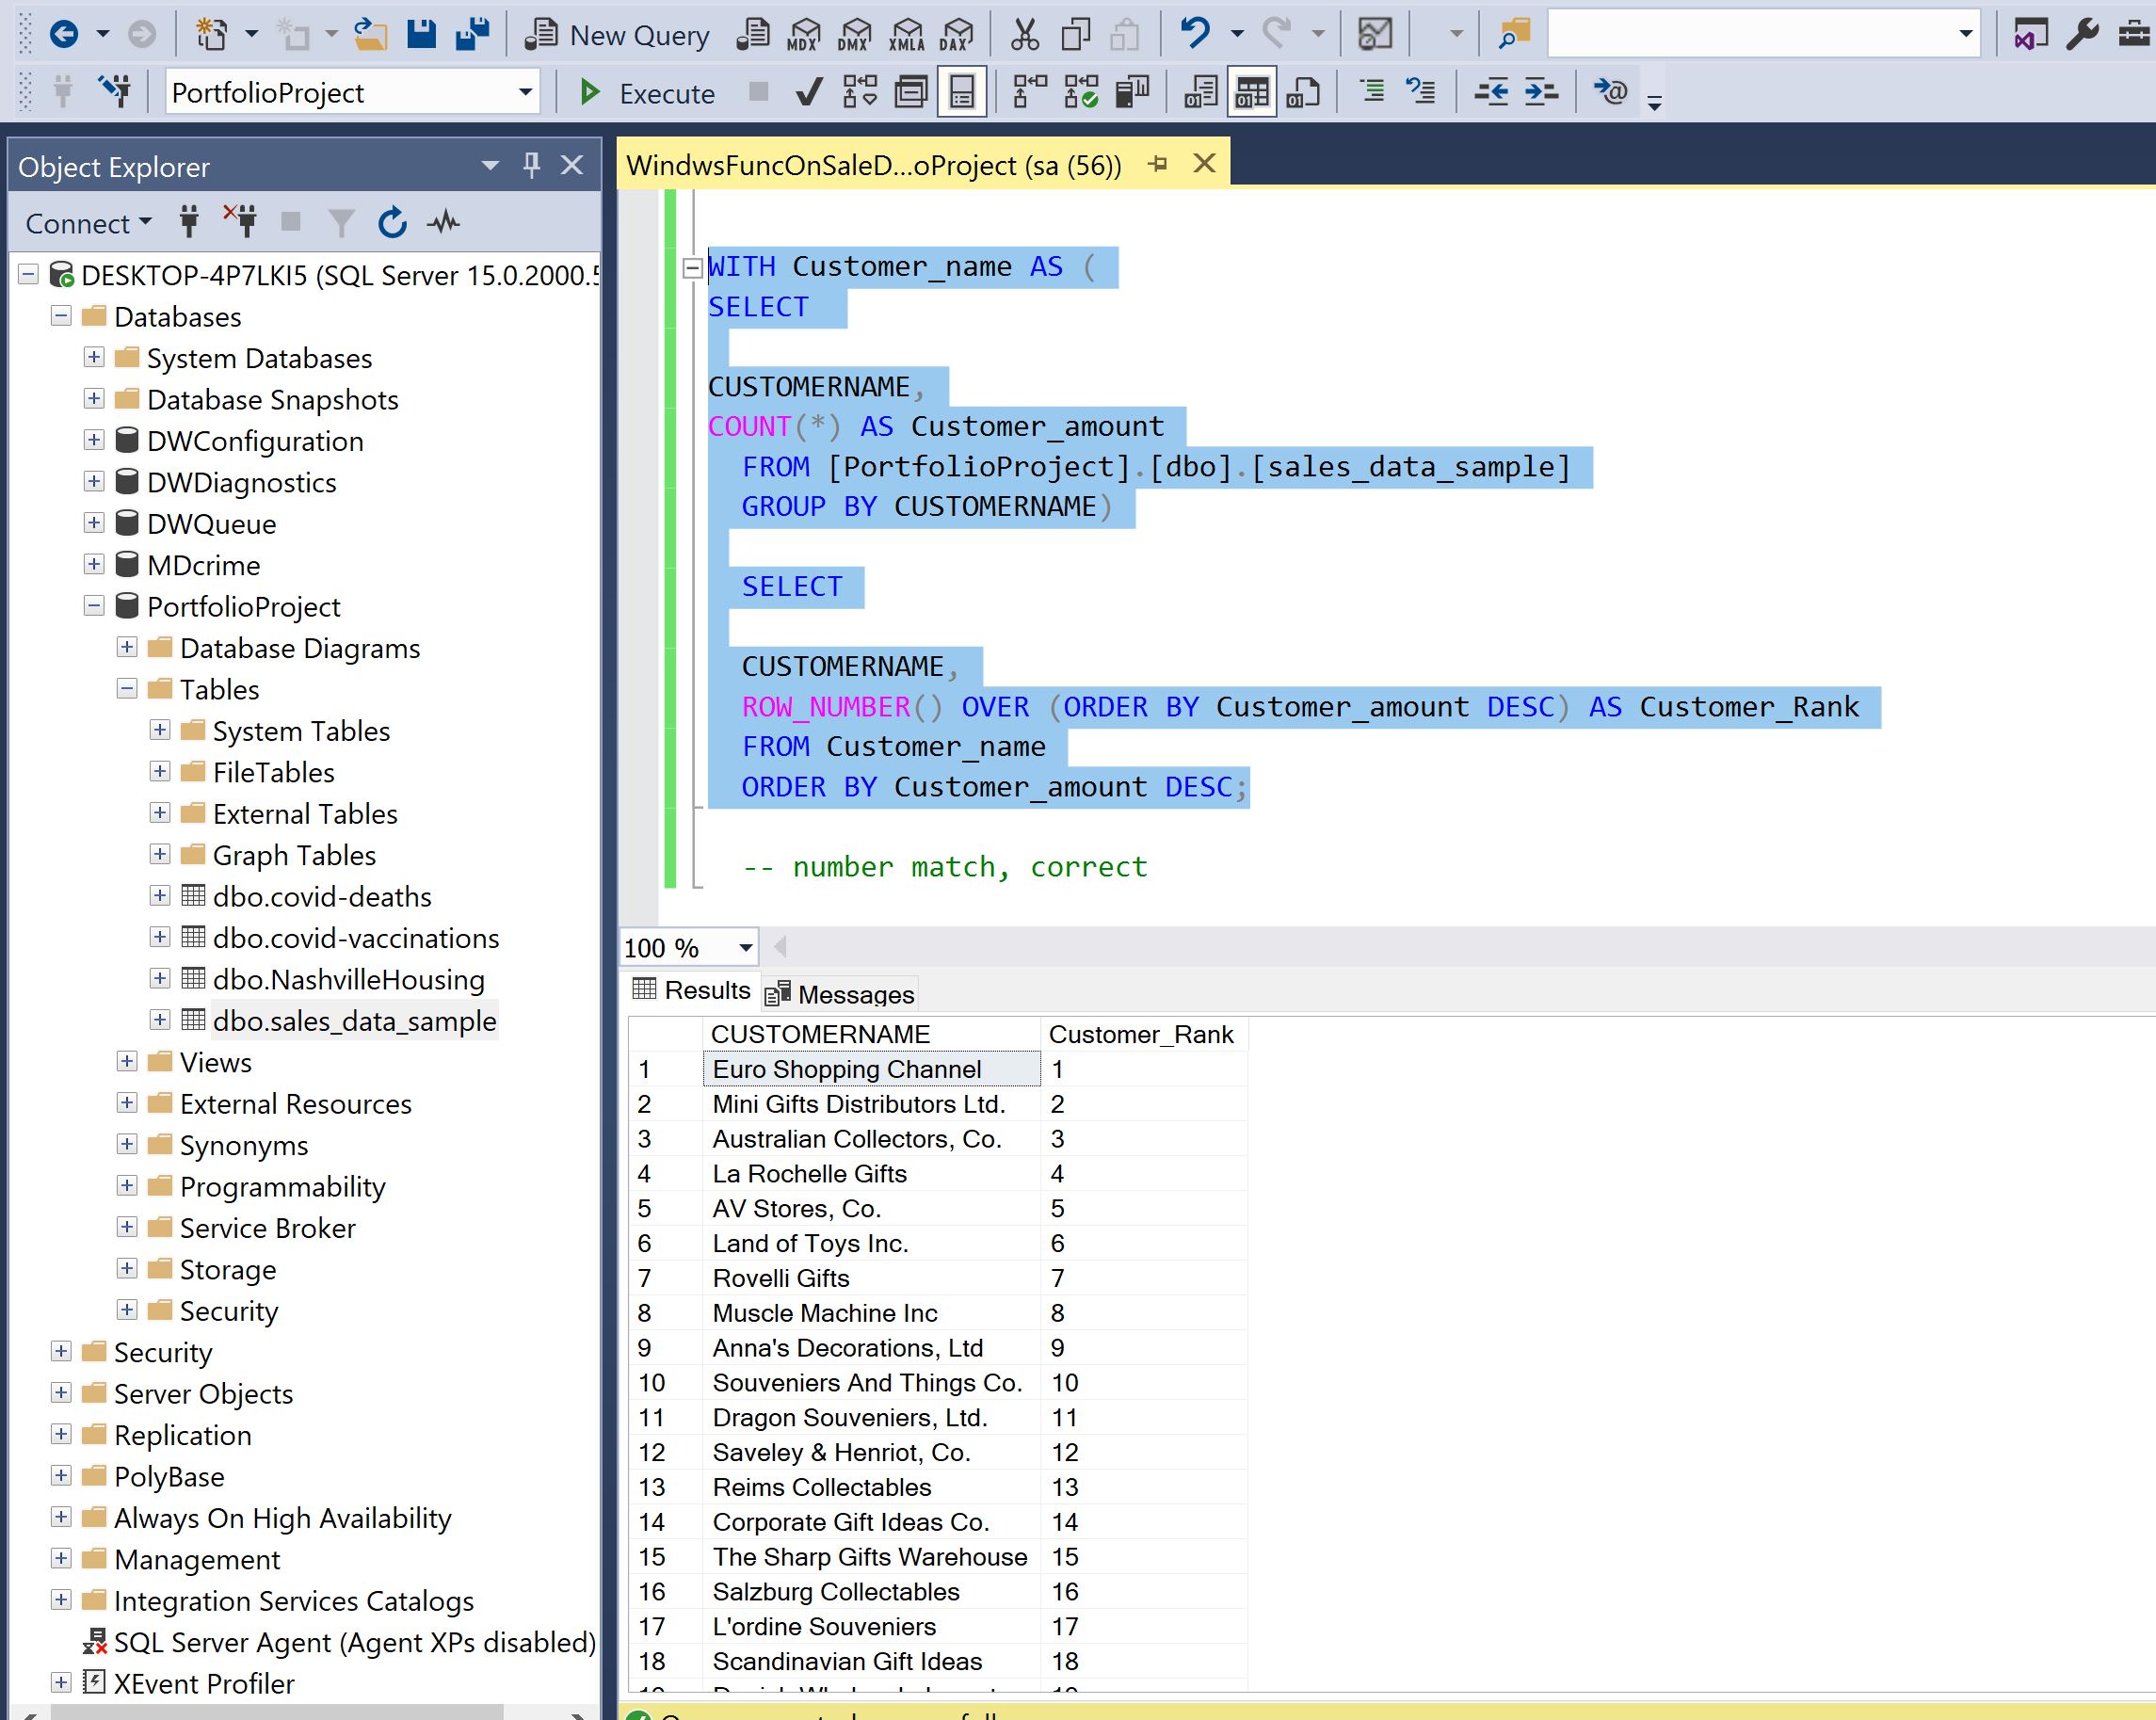 New Query
MDX DMX XMLA DAX
PortfolioProject
Execute
Object Explorer
Connect
DESKTOP-4P7LKI5 (SQL Server 15.0.2000.5
Databases
System Databases
Database Snapshots
DWConfiguration
DWDiagnostics
DWQueue
MDcrime
PortfolioProject
Database Diagrams
Tables
System Tables
FileTables
External Tables
Graph Tables
dbo.covid-deaths
dbo.covid-vaccinations
dbo.NashvilleHousing
dbo.sales_data_sample
Views
External Resources
Synonyms
Programmability
Service Broker
Storage
Security
Security
Server Objects
Replication
PolyBase
Always On High Availability
Management
Integration Services Catalogs
SQL Server Agent (Agent XPs disabled)
XEvent Profiler
WindwsFuncOnSaleD...oProject (sa (56))
WITH Customer_name AS (
SELECT
CUSTOMERNAME,
COUNT(*) AS Customer_amount
FROM [PortfolioProject].[dbo].[sales_data_sample]
GROUP BY CUSTOMERNAME)
SELECT
CUSTOMERNAME,
ROW_NUMBER() OVER (ORDER BY Customer_amount DESC) AS Customer_Rank
FROM Customer_name
ORDER BY Customer_amount DESC;
-- number match, correct
100 %
Results Messages
CUSTOMERNAME Customer_Rank
1 Euro Shopping Channel 1
2 Mini Gifts Distributors Ltd. 2
3 Australian Collectors, Co. 3
4 La Rochelle Gifts 4
5 AV Stores, Co. 5
6 Land of Toys Inc. 6
7 Rovelli Gifts 7
8 Muscle Machine Inc 8
9 Anna's Decorations, Ltd 9
10 Souveniers And Things Co. 10
11 Dragon Souveniers, Ltd. 11
12 Saveley & Henriot, Co. 12
13 Reims Collectables 13
14 Corporate Gift Ideas Co. 14
15 The Sharp Gifts Warehouse 15
16 Salzburg Collectables 16
17 L'ordine Souveniers 17
18 Scandinavian Gift Ideas 18